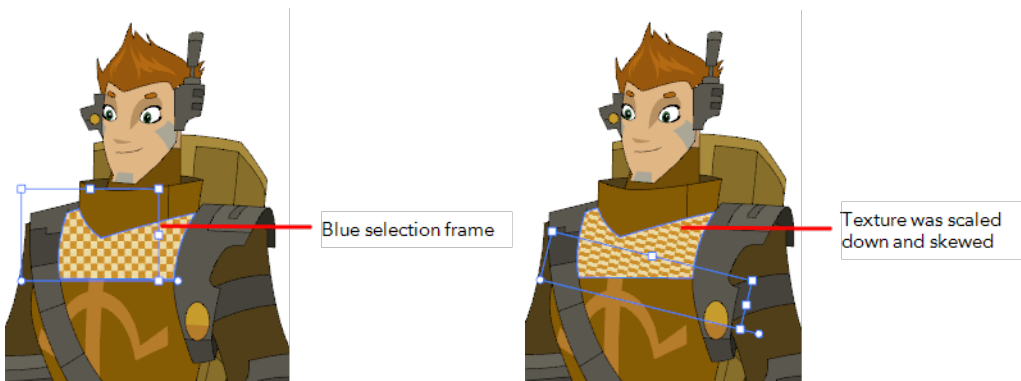 Blue selection frame
Texture was scaled
down and skewed